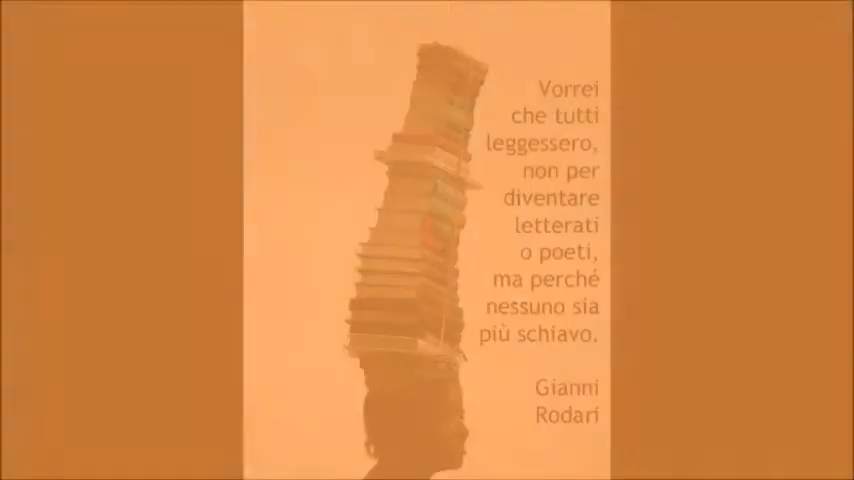 Vorrei
che tutti
leggessero,
non per
diventare
letterati
o poeti,
ma perché
nessuno sia
più schiavo.
Gianni
Rodari